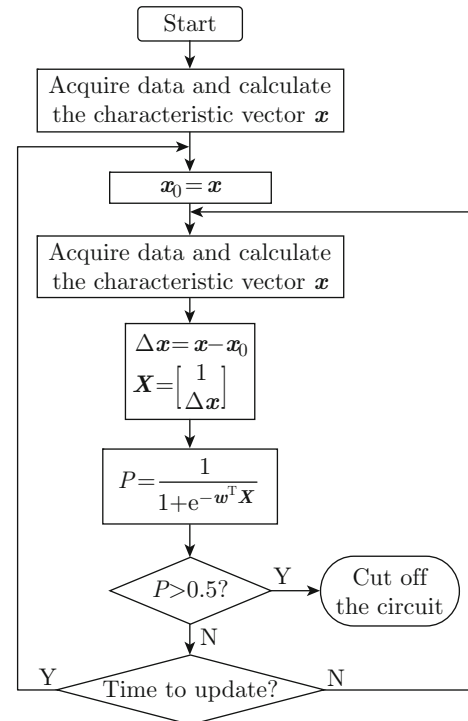 Start
Acquire data and calculate
the characteristic vector x
x₀=x
Acquire data and calculate
the characteristic vector x
Δx=x−x₀
X=[1
Δx]
P=1/(1+e^(−wᵀX))
P>0.5?
Y
Cut off
the circuit
N
Y
Time to update?
N